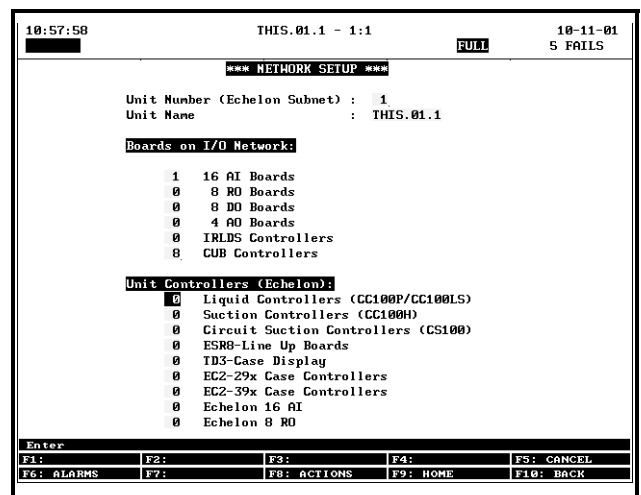 10:57:58 THIS.01.1 - 1:1 10-11-01
FULL 5 FAILS
*** NETWORK SETUP ***
Unit Number (Echelon Subnet) : 1
Unit Name : THIS.01.1
Boards on I/O Network:
1 16 AI Boards
0 8 RO Boards
0 8 DO Boards
0 4 AO Boards
0 IRLDS Controllers
8 CUB Controllers
Unit Controllers (Echelon):
0 Liquid Controllers (CC100P/CC100LS)
0 Suction Controllers (CC100H)
0 Circuit Suction Controllers (CS100)
0 ESR8-Line Up Boards
0 TD3-Case Display
0 EC2-29x Case Controllers
0 EC2-39x Case Controllers
0 Echelon 16 AI
0 Echelon 8 RO
Enter
F1: F2: F3: F4: F5: CANCEL
F6: ALARMS F7: F8: ACTIONS F9: HOME F10: BACK